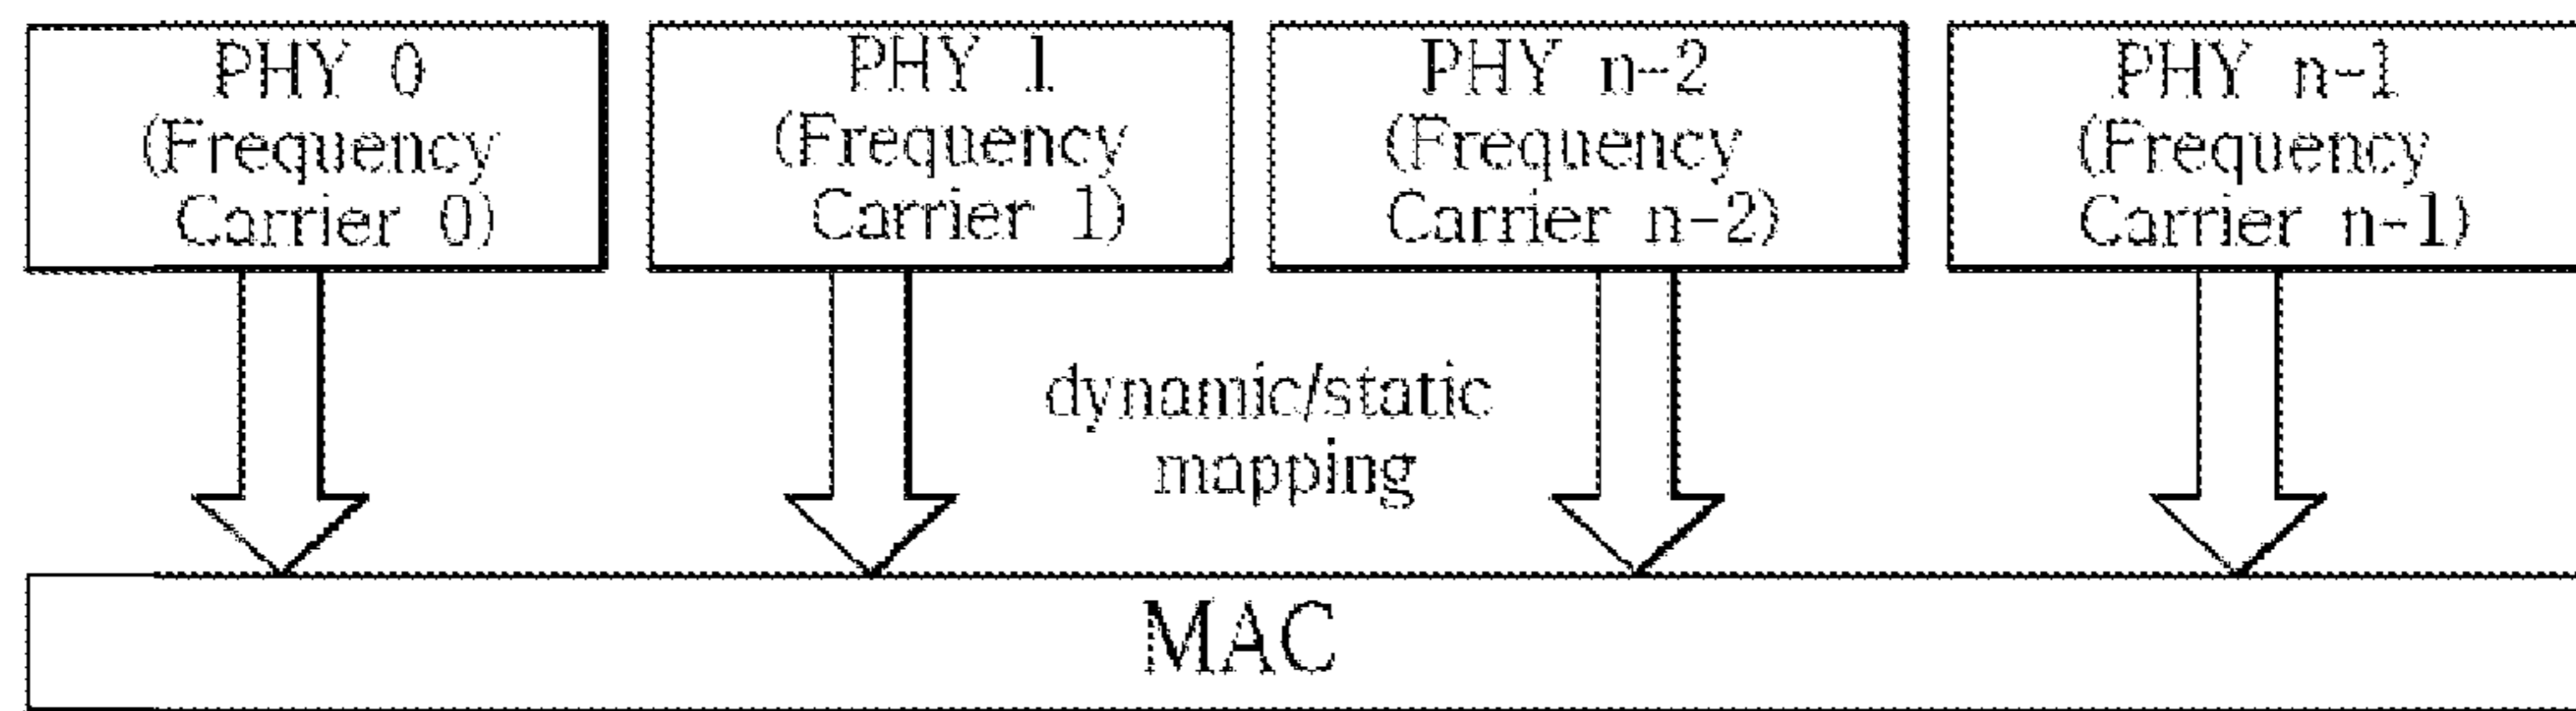 PHY 0
(Frequency
Carrier 0)
PHY 1
(Frequency
Carrier 1)
PHY n-2
(Frequency
Carrier n-2)
PHY n-1
(Frequency
Carrier n-1)
dynamic/static
mapping
MAC